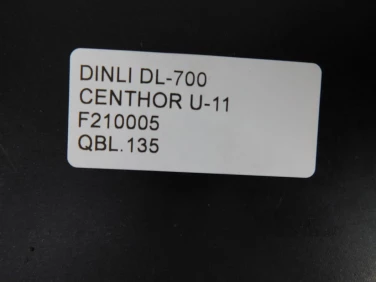 DINLI DL-700
CENTHOR U-11
F210005
QBL.135